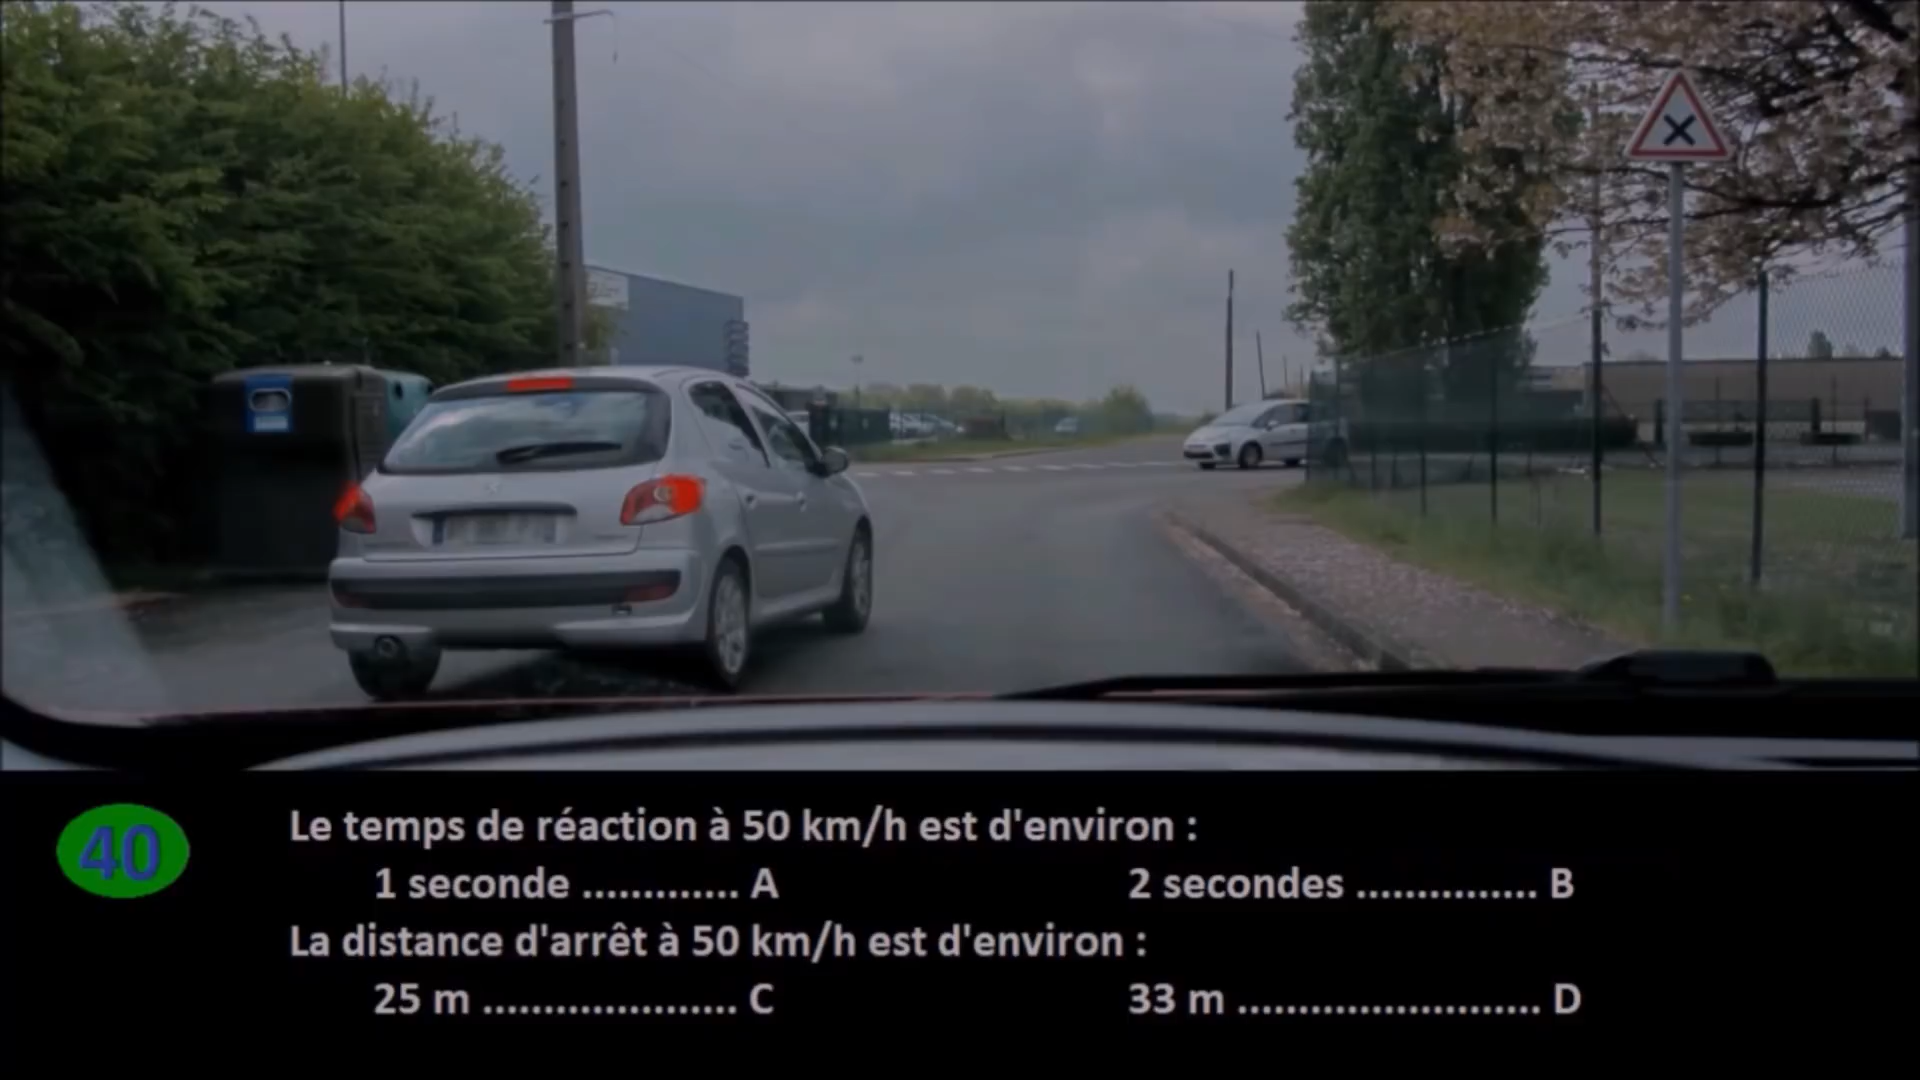 40
Le temps de réaction à 50 km/h est d'environ :
1 seconde ............. A
2 secondes ............... B
La distance d'arrêt à 50 km/h est d'environ :
25 m ..................... C
33 m ......................... D